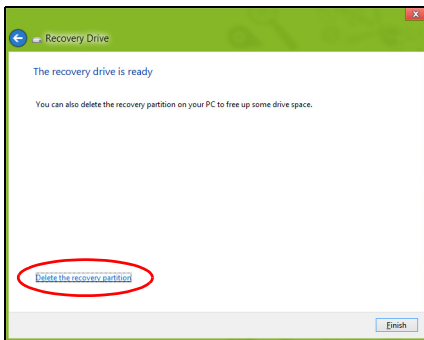 Recovery Drive
The recovery drive is ready
You can also delete the recovery partition on your PC to free up some drive space.
Delete the recovery partition
Finish